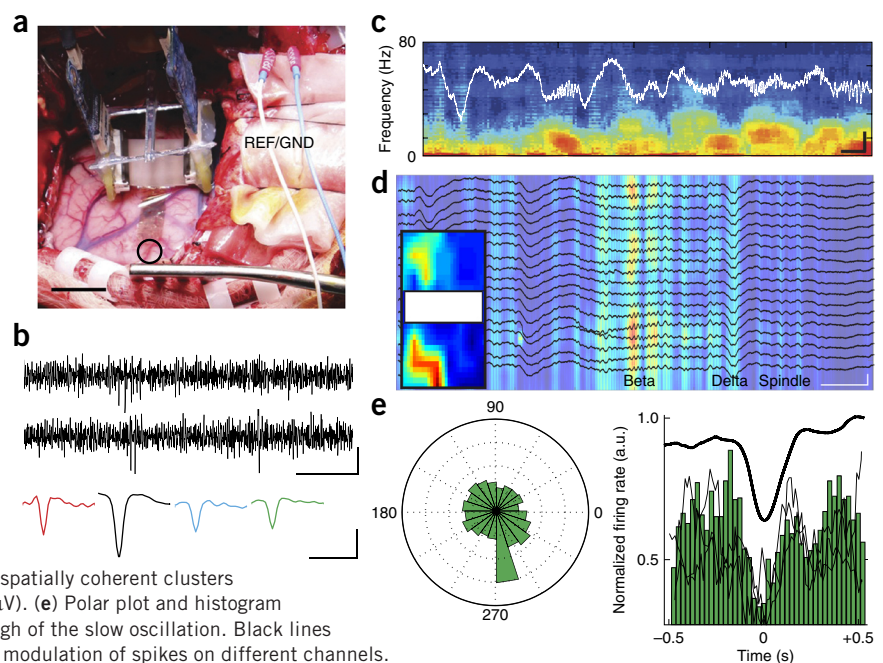 a
REF/GND
b
c
80
Frequency (Hz)
0
d
Beta
Delta
Spindle
e
90
180
0
270
1.0
0.5
Normalized firing rate (a.u.)
–0.5
0
+0.5
Time (s)
spatially coherent clusters
V). (e) Polar plot and histogram
gh of the slow oscillation. Black lines
modulation of spikes on different channels.